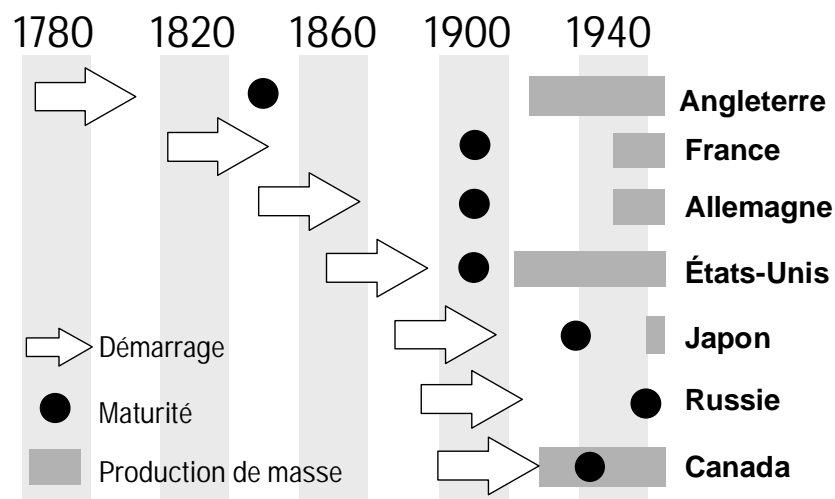 1780 1820 1860 1900 1940
Angleterre
France
Allemagne
États-Unis
Japon
Russie
Canada
Démarrage
Maturité
Production de masse